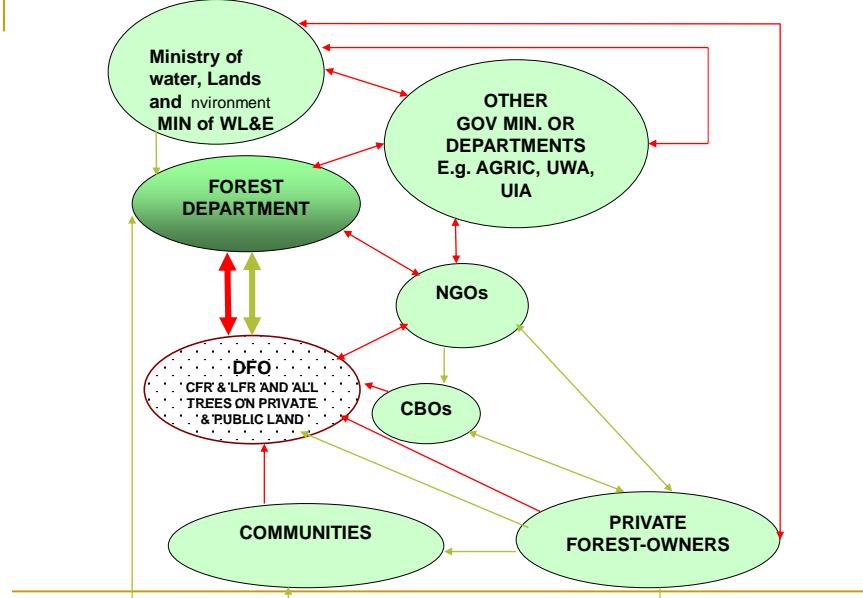 Ministry of
water, Lands
and nvironment
MIN of WL&E
OTHER
GOV MIN. OR
DEPARTMENTS
E.g. AGRIC, UWA,
UIA
FOREST
DEPARTMENT
NGOs
DFO
CFR & LFR AND ALL
TREES ON PRIVATE
& PUBLIC LAND
CBOs
COMMUNITIES
PRIVATE
FOREST-OWNERS